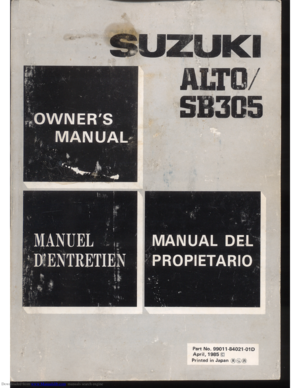 SUZUKI
ALTO/
SB305
OWNER'S
MANUAL
MANUEL
D'ENTRETIEN
MANUAL DEL
PROPIETARIO
Part No. 99011-84021-01D
April, 1985
Printed in Japan